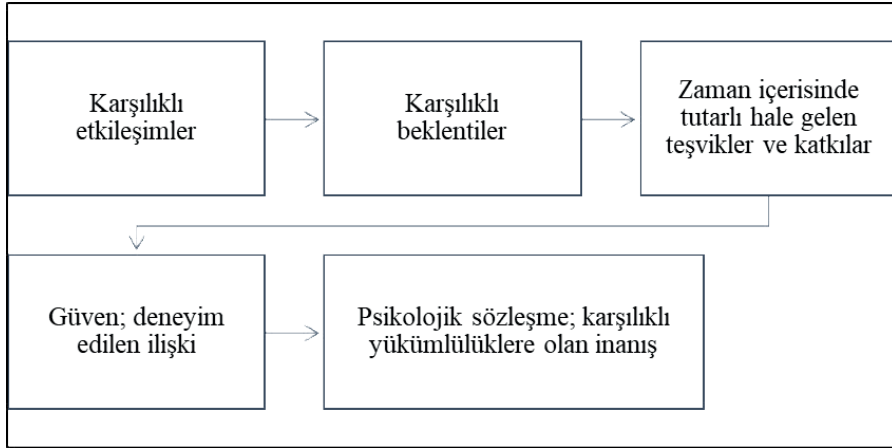 Karşılıklı
etkileşimler
Karşılıklı
beklentiler
Zaman içerisinde
tutarlı hale gelen
teşvikler ve katkılar
Güven; deneyim
edilen ilişki
Psikolojik sözleşme; karşılıklı
yükümlülüklere olan inanış